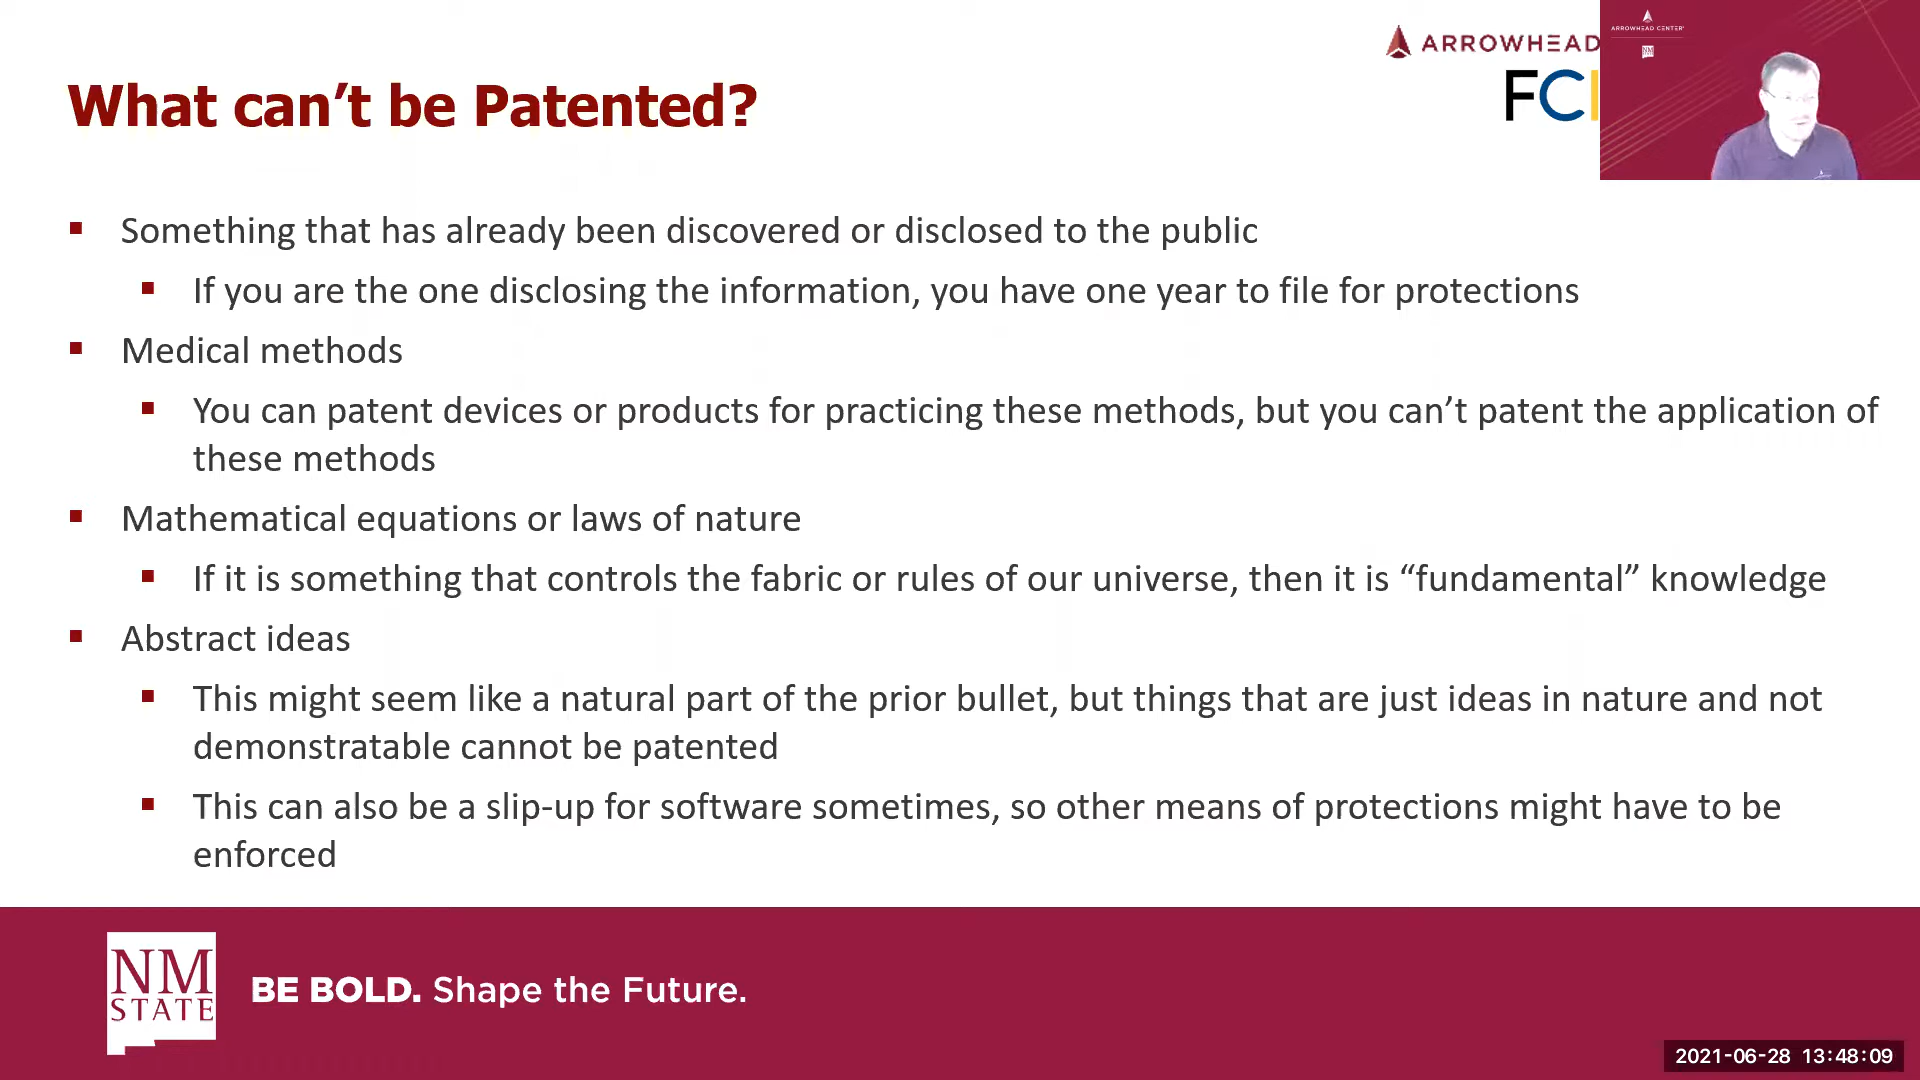 ARROWHEAD
FCI
ARROWHEAD CENTER
NM
STATE
What can’t be Patented?
Something that has already been discovered or disclosed to the public
If you are the one disclosing the information, you have one year to file for protections
Medical methods
You can patent devices or products for practicing these methods, but you can’t patent the application of
these methods
Mathematical equations or laws of nature
If it is something that controls the fabric or rules of our universe, then it is “fundamental” knowledge
Abstract ideas
This might seem like a natural part of the prior bullet, but things that are just ideas in nature and not
demonstratable cannot be patented
This can also be a slip-up for software sometimes, so other means of protections might have to be
enforced
NM
STATE
BE BOLD. Shape the Future.
2021-06-28 13:48:09